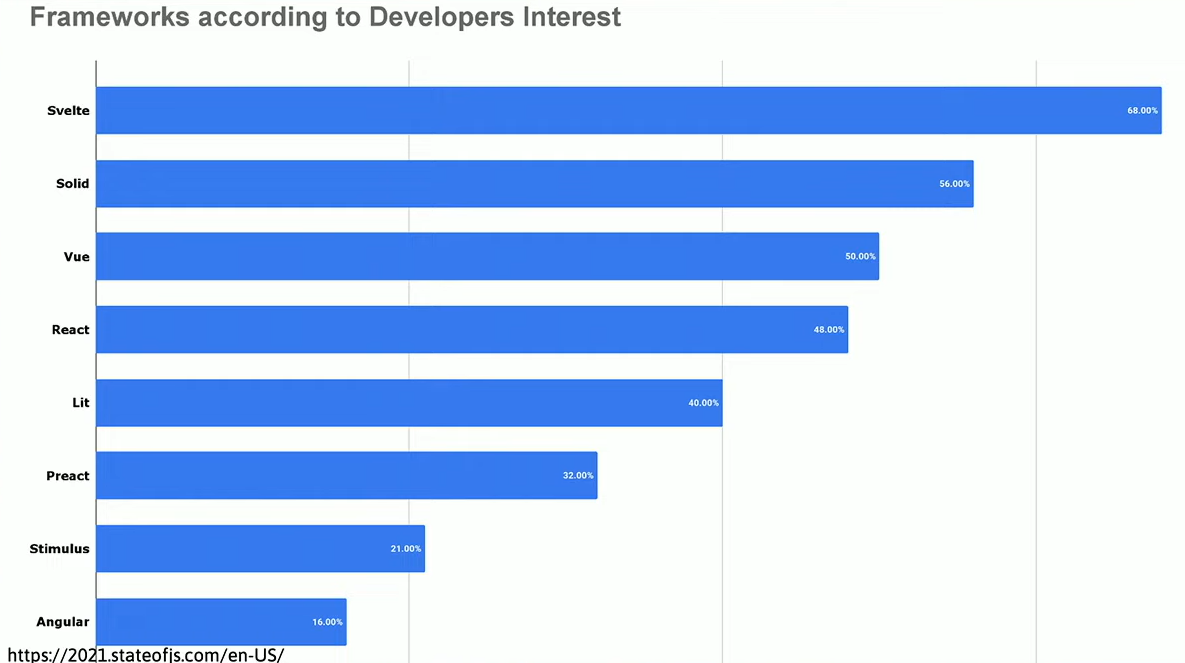 Frameworks according to Developers Interest
Svelte 68.00%
Solid 56.00%
Vue 50.00%
React 48.00%
Lit 40.00%
Preact 32.00%
Stimulus 21.00%
Angular 16.00%
https://2021.stateofjs.com/en-US/